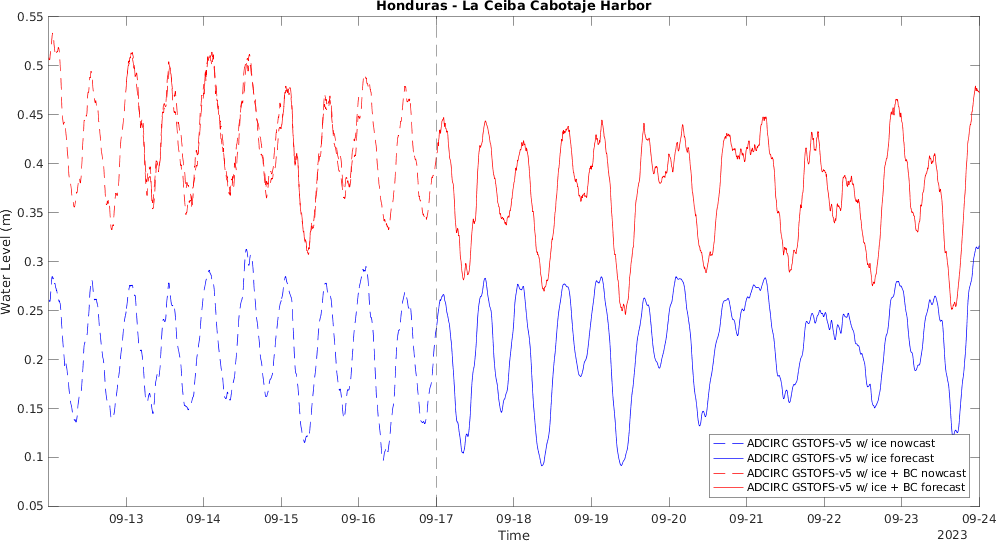 Honduras - La Ceiba Cabotaje Harbor
0.55
0.5
0.45
0.4
0.35
0.3
0.25
0.2
0.15
0.1
0.05
Water Level (m)
ADCIRC GSTOFS-v5 w/ ice nowcast
ADCIRC GSTOFS-v5 w/ ice forecast
ADCIRC GSTOFS-v5 w/ ice + BC nowcast
ADCIRC GSTOFS-v5 w/ ice + BC forecast
09-13 09-14 09-15 09-16 09-17 09-18 09-19 09-20 09-21 09-22 09-23 09-24
Time
2023